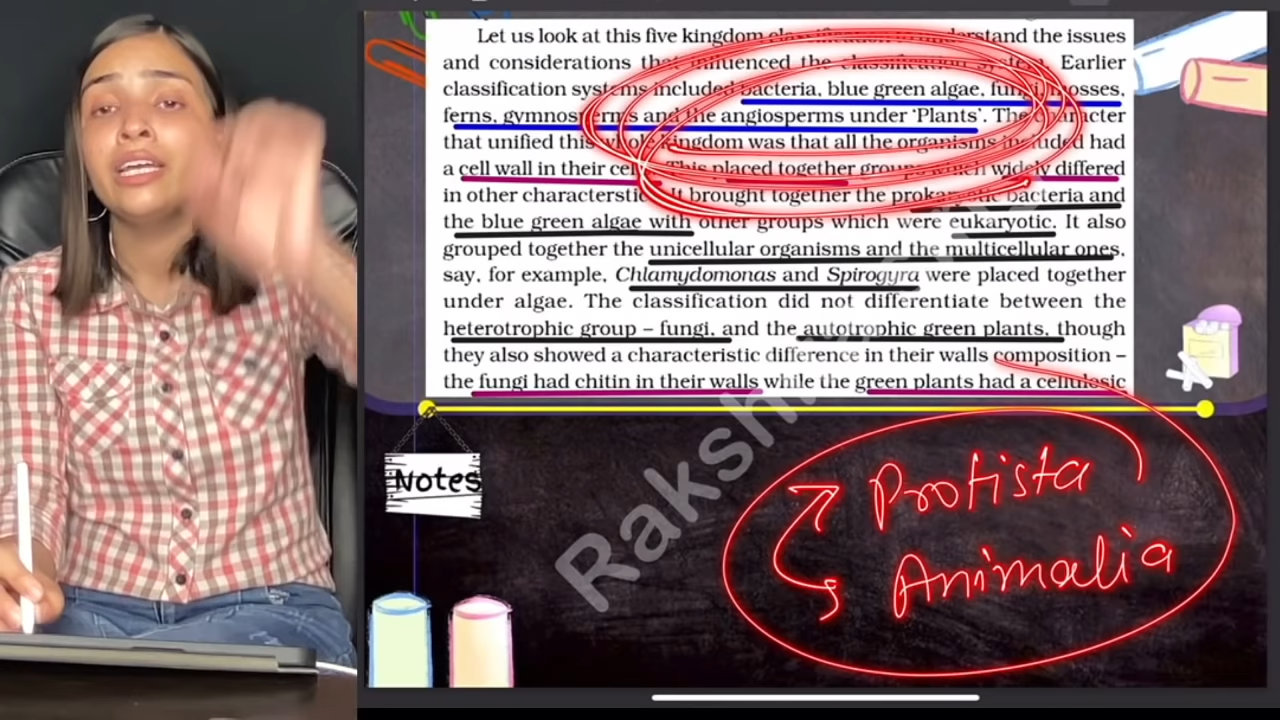 Let us look at this five kingdom classification to understand the issues
and considerations that influenced the classification system. Earlier
classification systems included bacteria, blue green algae, fungi, mosses,
ferns, gymnosperms and the angiosperms under ‘Plants’. The character
that unified this whole kingdom was that all the organisms included had
a cell wall in their cells. This placed together groups which widely differed
in other characterstics. It brought together the prokaryotic bacteria and
the blue green algae with other groups which were eukaryotic. It also
grouped together the unicellular organisms and the multicellular ones,
say, for example, Chlamydomonas and Spirogyra were placed together
under algae. The classification did not differentiate between the
heterotrophic group – fungi, and the autotrophic green plants, though
they also showed a characteristic difference in their walls composition –
the fungi had chitin in their walls while the green plants had a cellulosic
Notes
Protista
Animalia